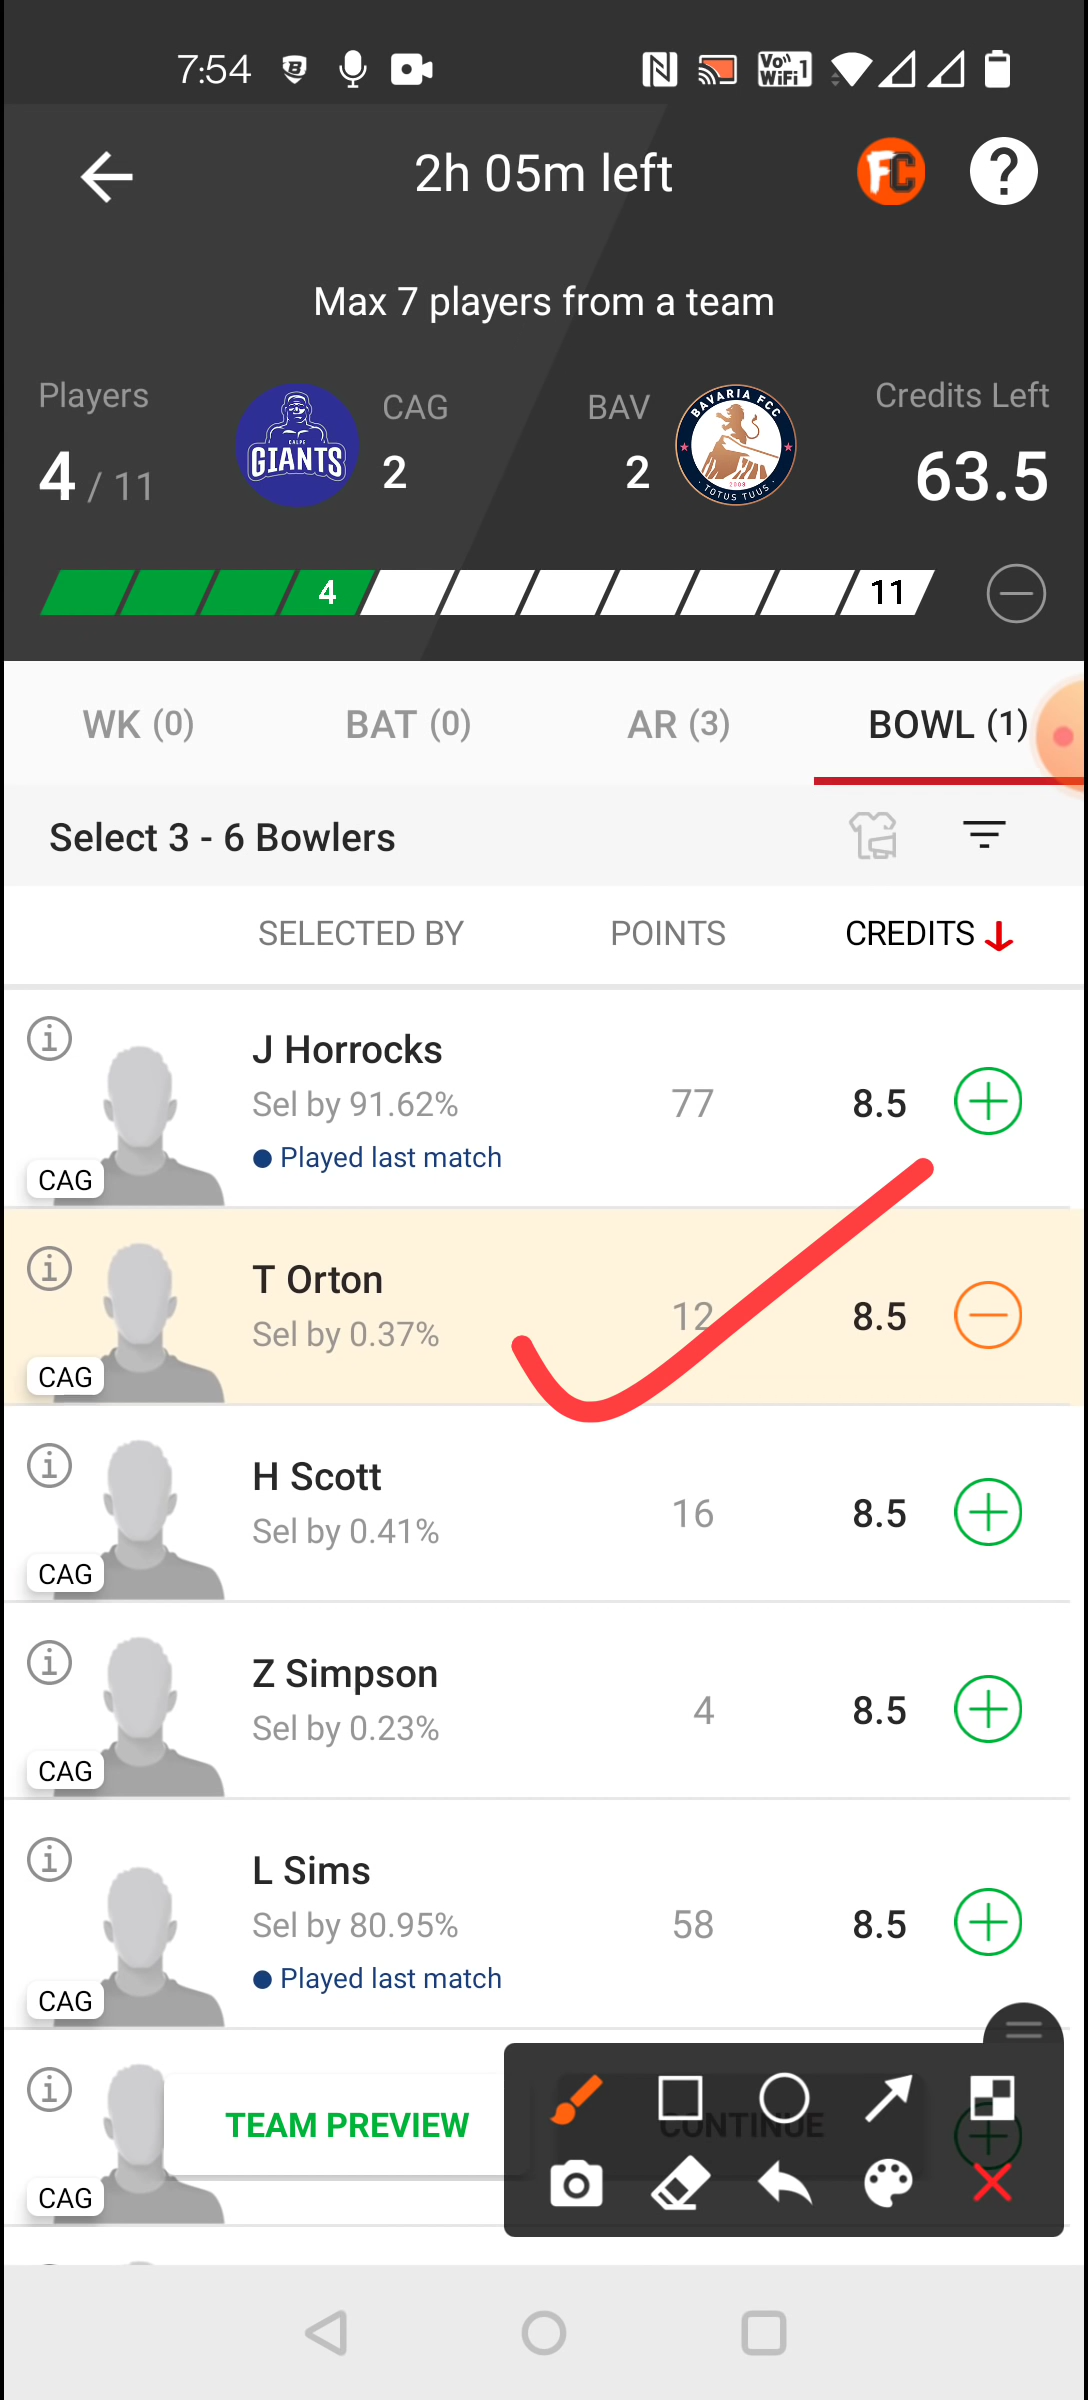 7:54
Vo WiFi 1
2h 05m left
FC
Max 7 players from a team
Players
CAG
BAV
Credits Left
4 / 11
CALPE GIANTS
2
2
BAVARIA FCC
2008
TOTUS TUUS
63.5
4
11
WK (0)
BAT (0)
AR (3)
BOWL (1)
Select 3 - 6 Bowlers
SELECTED BY
POINTS
CREDITS
J Horrocks
Sel by 91.62%
77
8.5
Played last match
CAG
T Orton
Sel by 0.37%
12
8.5
CAG
H Scott
Sel by 0.41%
16
8.5
CAG
Z Simpson
Sel by 0.23%
4
8.5
CAG
L Sims
Sel by 80.95%
58
8.5
Played last match
CAG
TEAM PREVIEW
CONTINUE
CAG